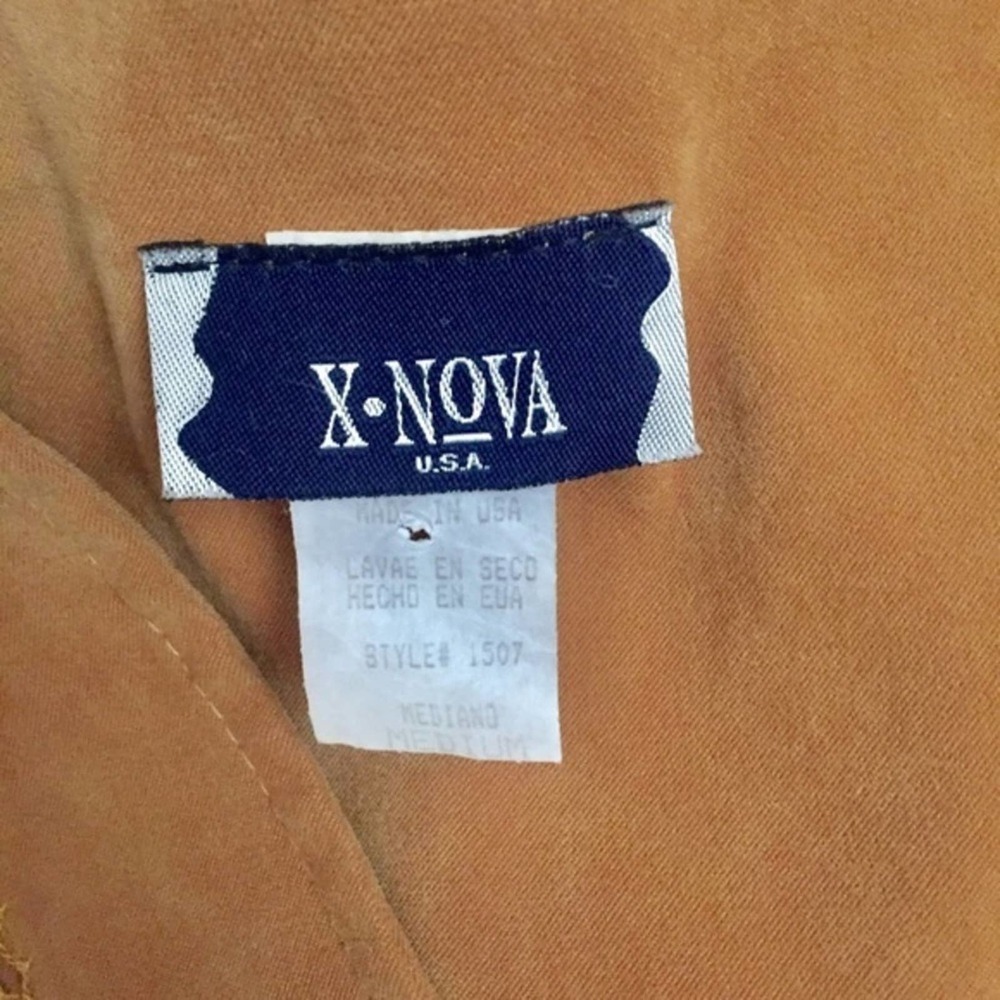 X•NOVA
U.S.A.
MADE IN USA
LAVAE EN SECO
HECHO EN EUA
STYLE# 1507
MEDIANO
MEDIUM